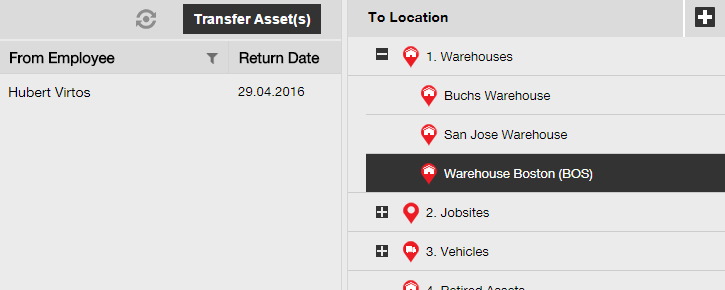 Transfer Asset(s)
From Employee
Return Date
Hubert Virtos
29.04.2016
To Location
1. Warehouses
Buchs Warehouse
San Jose Warehouse
Warehouse Boston (BOS)
2. Jobsites
3. Vehicles
4. Retired Assets